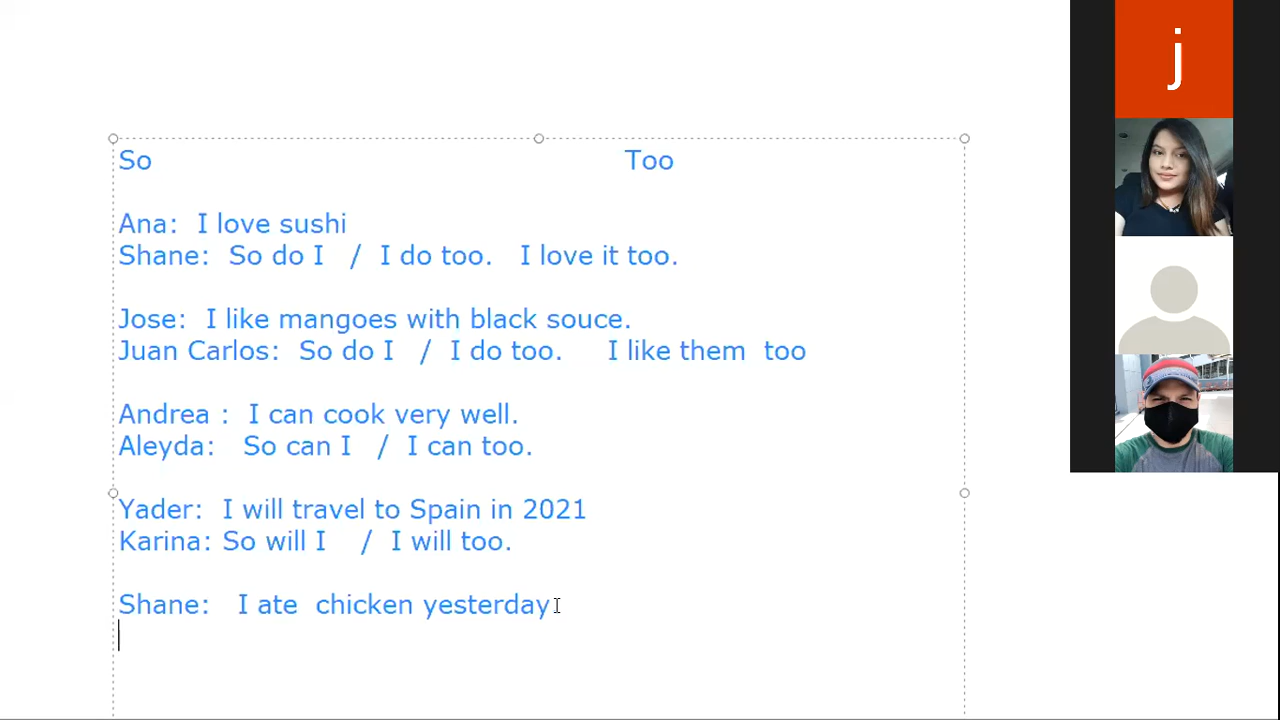 j
So Too
Ana: I love sushi
Shane: So do I / I do too. I love it too.
Jose: I like mangoes with black souce.
Juan Carlos: So do I / I do too. I like them too
Andrea : I can cook very well.
Aleyda: So can I / I can too.
Yader: I will travel to Spain in 2021
Karina: So will I / I will too.
Shane: I ate chicken yesterday